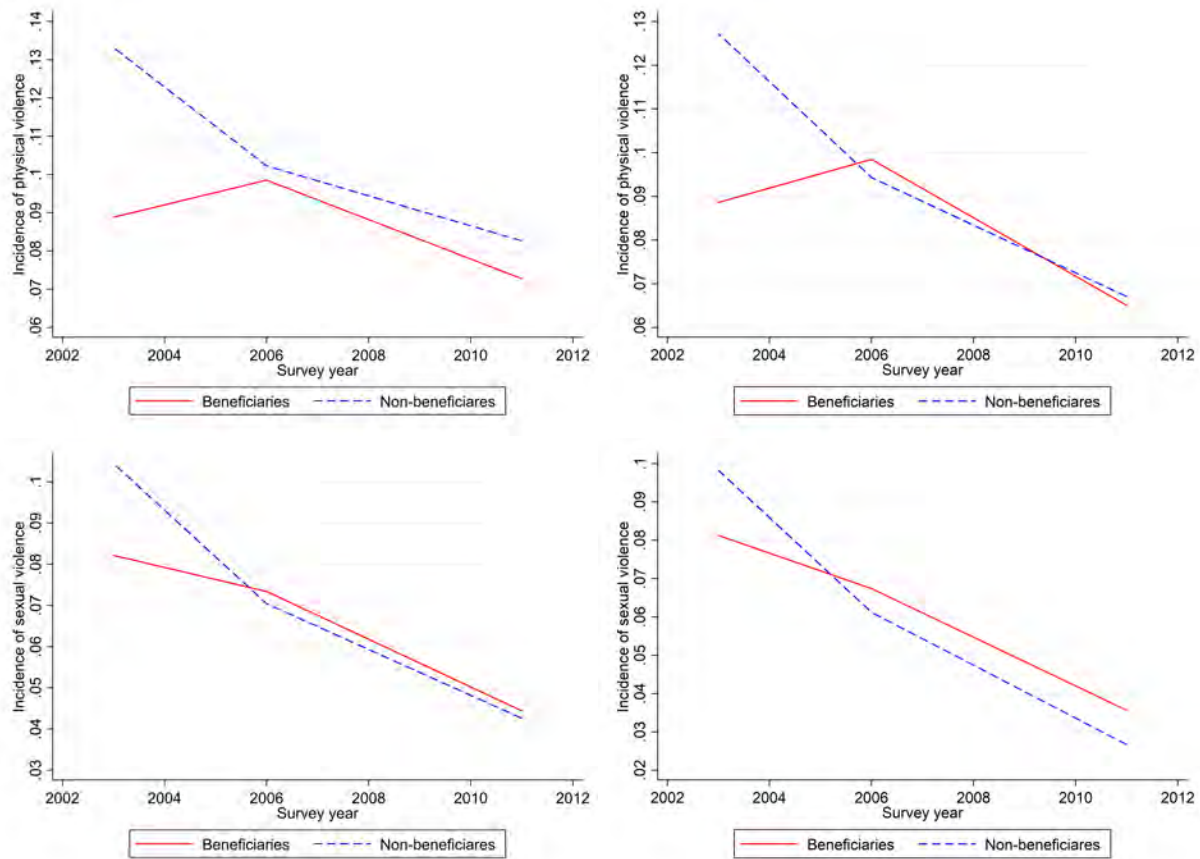 Incidence of physical violence
.14
.13
.12
.11
.1
.09
.08
.07
.06
2002 2004 2006 2008 2010 2012
Survey year
Beneficiaries Non-beneficiares
Incidence of physical violence
.13
.12
.11
.1
.09
.08
.07
.06
2002 2004 2006 2008 2010 2012
Survey year
Beneficiaries Non-beneficiares
Incidence of sexual violence
.1
.09
.08
.07
.06
.05
.04
.03
2002 2004 2006 2008 2010 2012
Survey year
Beneficiaries Non-beneficiares
Incidence of sexual violence
.1
.09
.08
.07
.06
.05
.04
.03
.02
2002 2004 2006 2008 2010 2012
Survey year
Beneficiaries Non-beneficiares